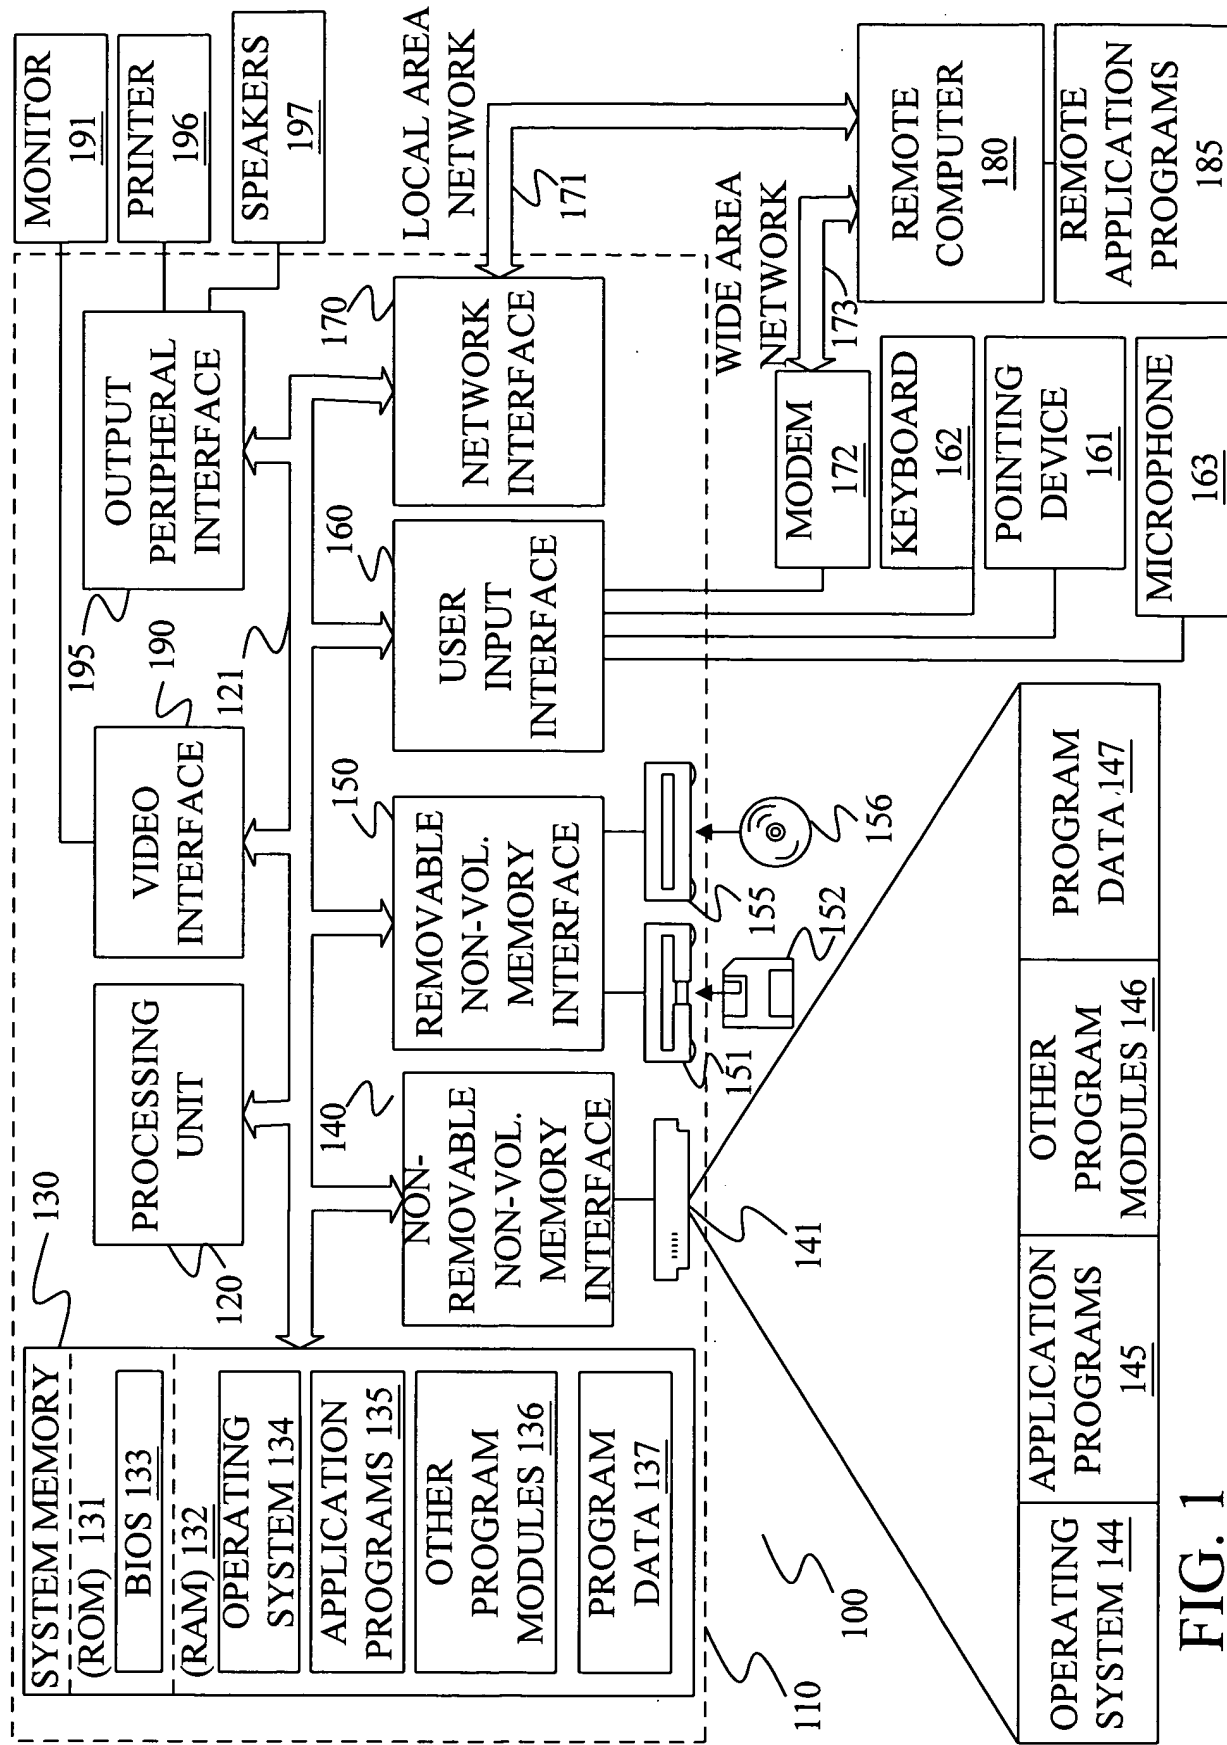 SYSTEM MEMORY
130
(ROM) 131
BIOS 133
(RAM) 132
OPERATING
SYSTEM 134
APPLICATION
PROGRAMS 135
OTHER
PROGRAM
MODULES 136
PROGRAM
DATA 137
PROCESSING
UNIT
120
VIDEO
INTERFACE
190
121
OUTPUT
PERIPHERAL
INTERFACE
195
MONITOR
191
PRINTER
196
SPEAKERS
197
NON-
REMOVABLE
NON-VOL.
MEMORY
INTERFACE
140
REMOVABLE
NON-VOL.
MEMORY
INTERFACE
150
USER
INPUT
INTERFACE
160
NETWORK
INTERFACE
170
LOCAL AREA
NETWORK
171
WIDE AREA
NETWORK
173
MODEM
172
KEYBOARD
162
POINTING
DEVICE
161
MICROPHONE
163
REMOTE
COMPUTER
180
REMOTE
APPLICATION
PROGRAMS
185
141
151
152
155
156
110
100
OPERATING
SYSTEM 144
APPLICATION
PROGRAMS
145
OTHER
PROGRAM
MODULES 146
PROGRAM
DATA 147
FIG. 1